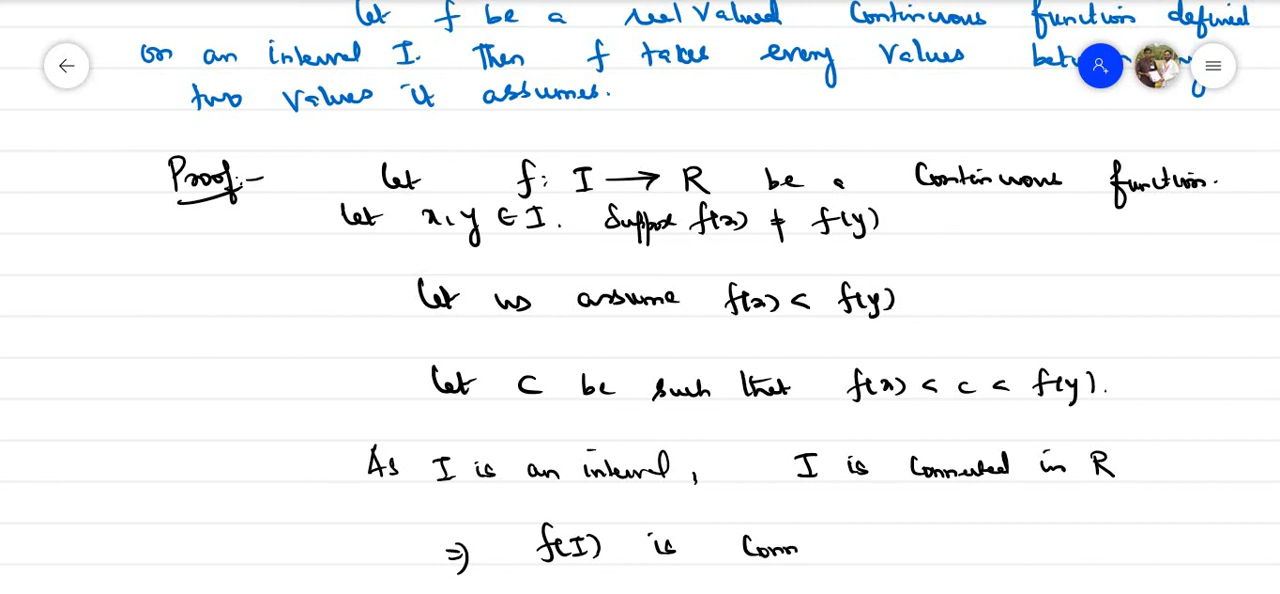 let f be a real valued continuous function defined
on an interval I. Then f takes every values
two values it assumes.
Proof:- let f: I → R be a continuous function.
let x, y ∈ I. Suppose f(x) ≠ f(y)
let us assume f(x) < f(y)
let C be such that f(x) < c < f(y).
As I is an interval, I is connected in R
⇒ f(I) is Conn